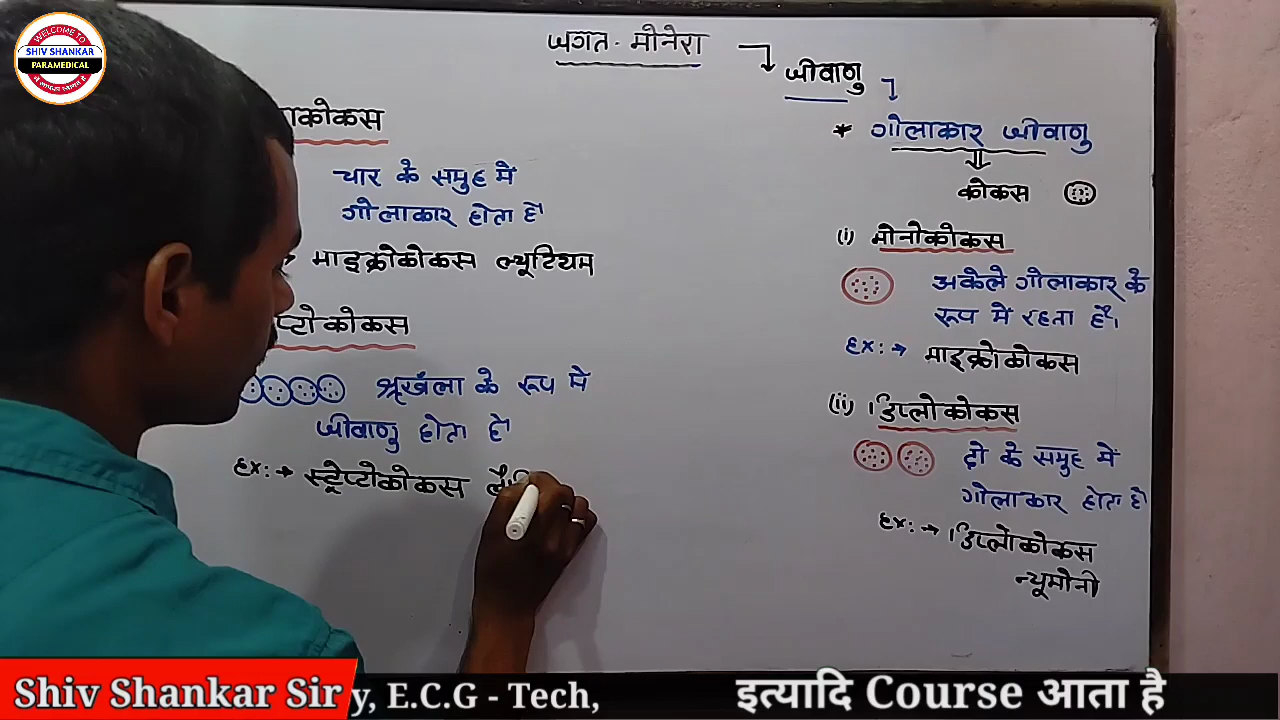 WELCOME TO
SHIV SHANKAR
PARAMEDICAL
जगत - मोनेरा
जीवाणु
* गोलाकार जीवाणु
कोकस
(i) मोनोकोकस
अकेले गोलाकार के
रूप में रहता है।
Ex:→ माइक्रोकोकस
(ii) डिप्लोकोकस
दो के समुह मे
गोलाकार होता है
Ex:→ डिप्लोकोकस
न्यूमोनी
ाकोकस
चार के समुह मे
गोलाकार होता है
माइक्रोकोकस ल्यूटियम
प्टोकोकस
श्रृखंला के रूप मे
जीवाणु होता है
Ex:→ स्ट्रेप्टोकोकस लै
Shiv Shankar Sir
y, E.C.G - Tech,
इत्यादि Course आता है